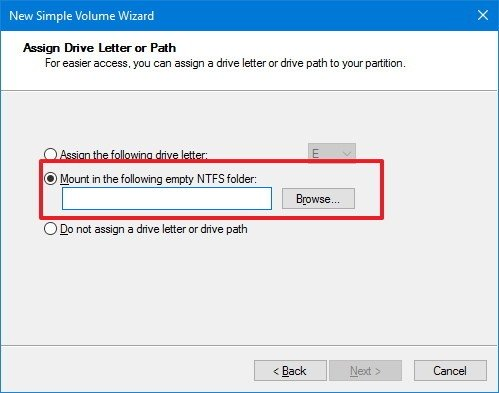 New Simple Volume Wizard
Assign Drive Letter or Path
For easier access, you can assign a drive letter or drive path to your partition.
Assign the following drive letter: E
Mount in the following empty NTFS folder:
Browse...
Do not assign a drive letter or drive path
< Back Next > Cancel